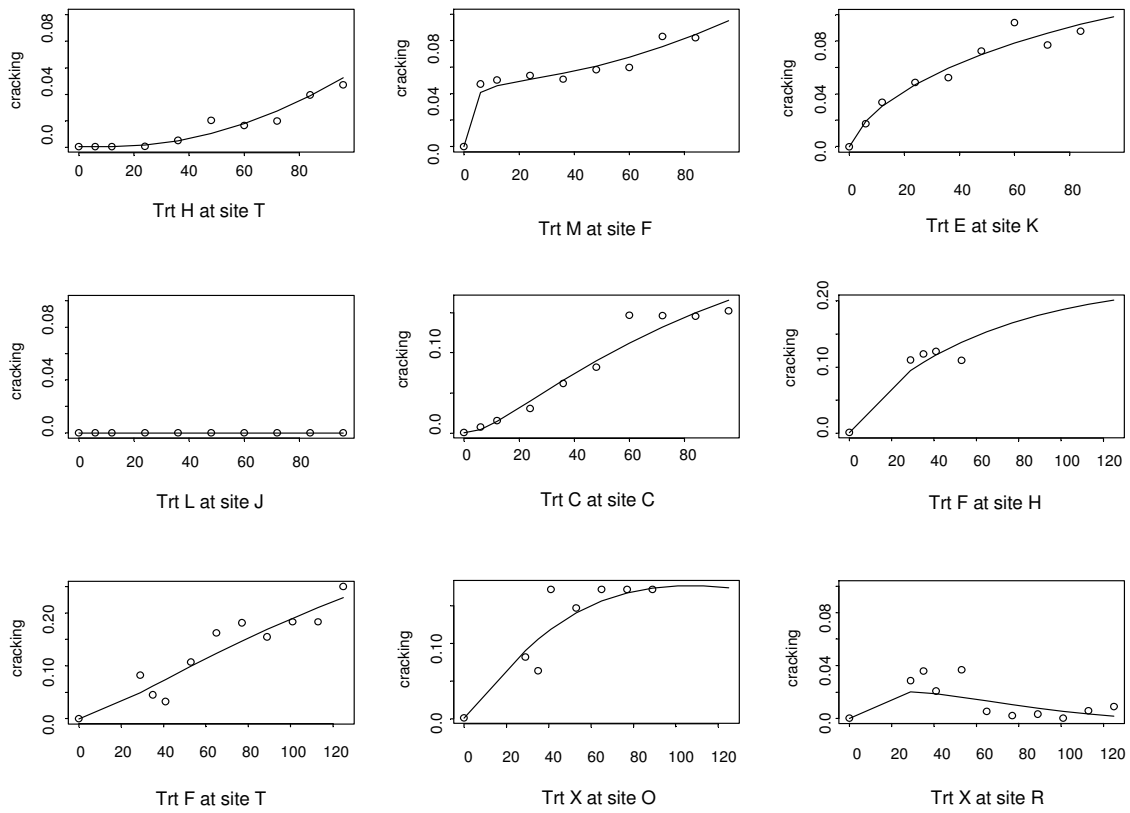 cracking
0.0 0.04 0.08
0 20 40 60 80
Trt H at site T
cracking
0.0 0.04 0.08
0 20 40 60 80
Trt M at site F
cracking
0.0 0.04 0.08
0 20 40 60 80
Trt E at site K
cracking
0.0 0.04 0.08
0 20 40 60 80
Trt L at site J
cracking
0.0 0.10
0 20 40 60 80
Trt C at site C
cracking
0.0 0.10 0.20
0 20 40 60 80 100 120
Trt F at site H
cracking
0.0 0.10 0.20
0 20 40 60 80 100 120
Trt F at site T
cracking
0.0 0.10
0 20 40 60 80 100 120
Trt X at site O
cracking
0.0 0.04 0.08
0 20 40 60 80 100 120
Trt X at site R